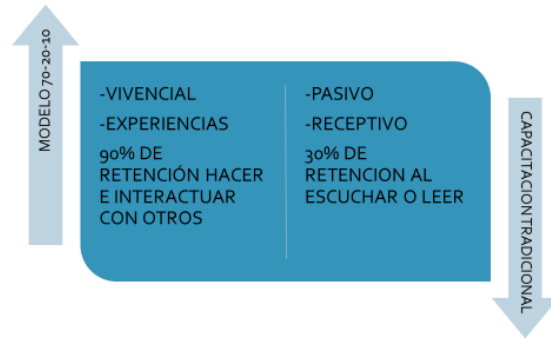 MODELO 70-20-10
-VIVENCIAL
-EXPERIENCIAS
90% DE
RETENCIÓN HACER
E INTERACTUAR
CON OTROS
-PASIVO
-RECEPTIVO
30% DE
RETENCION AL
ESCUCHAR O LEER
CAPACITACION TRADICIONAL